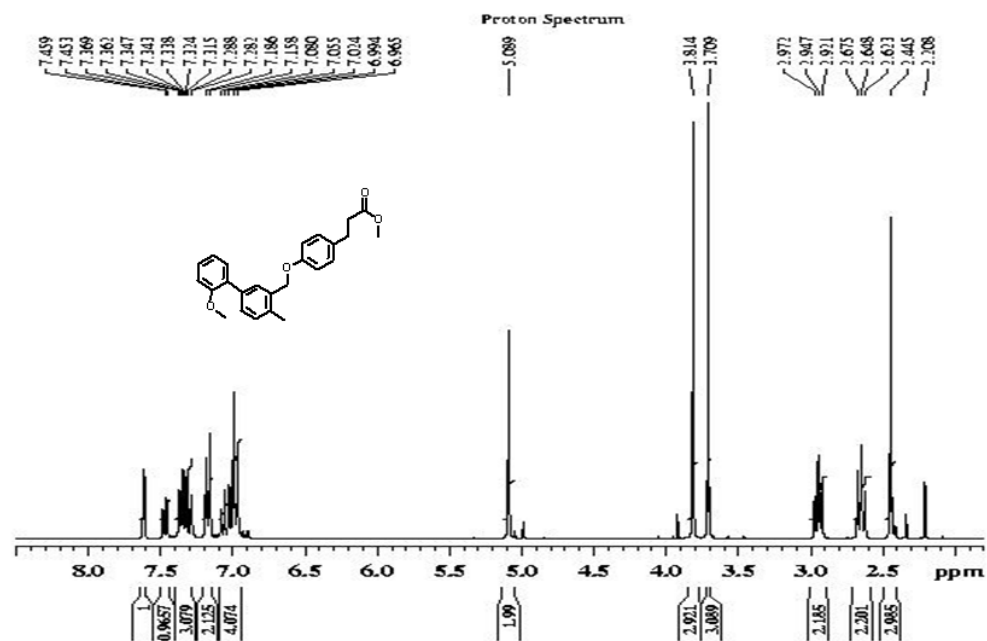 Proton Spectrum
7.459 7.453 7.369 7.362 7.347 7.343 7.338 7.324 7.315 7.288 7.282 7.186 7.158 7.080 7.055 7.024 6.994 6.965 5.089 3.814 3.709 2.972 2.947 2.921 2.675 2.648 2.623 2.445 2.208
O
O
O
O
8.0 7.5 7.0 6.5 6.0 5.5 5.0 4.5 4.0 3.5 3.0 2.5 ppm
1 0.9657 3.079 2.125 4.074 1.99 2.921 3.089 2.185 2.201 2.985